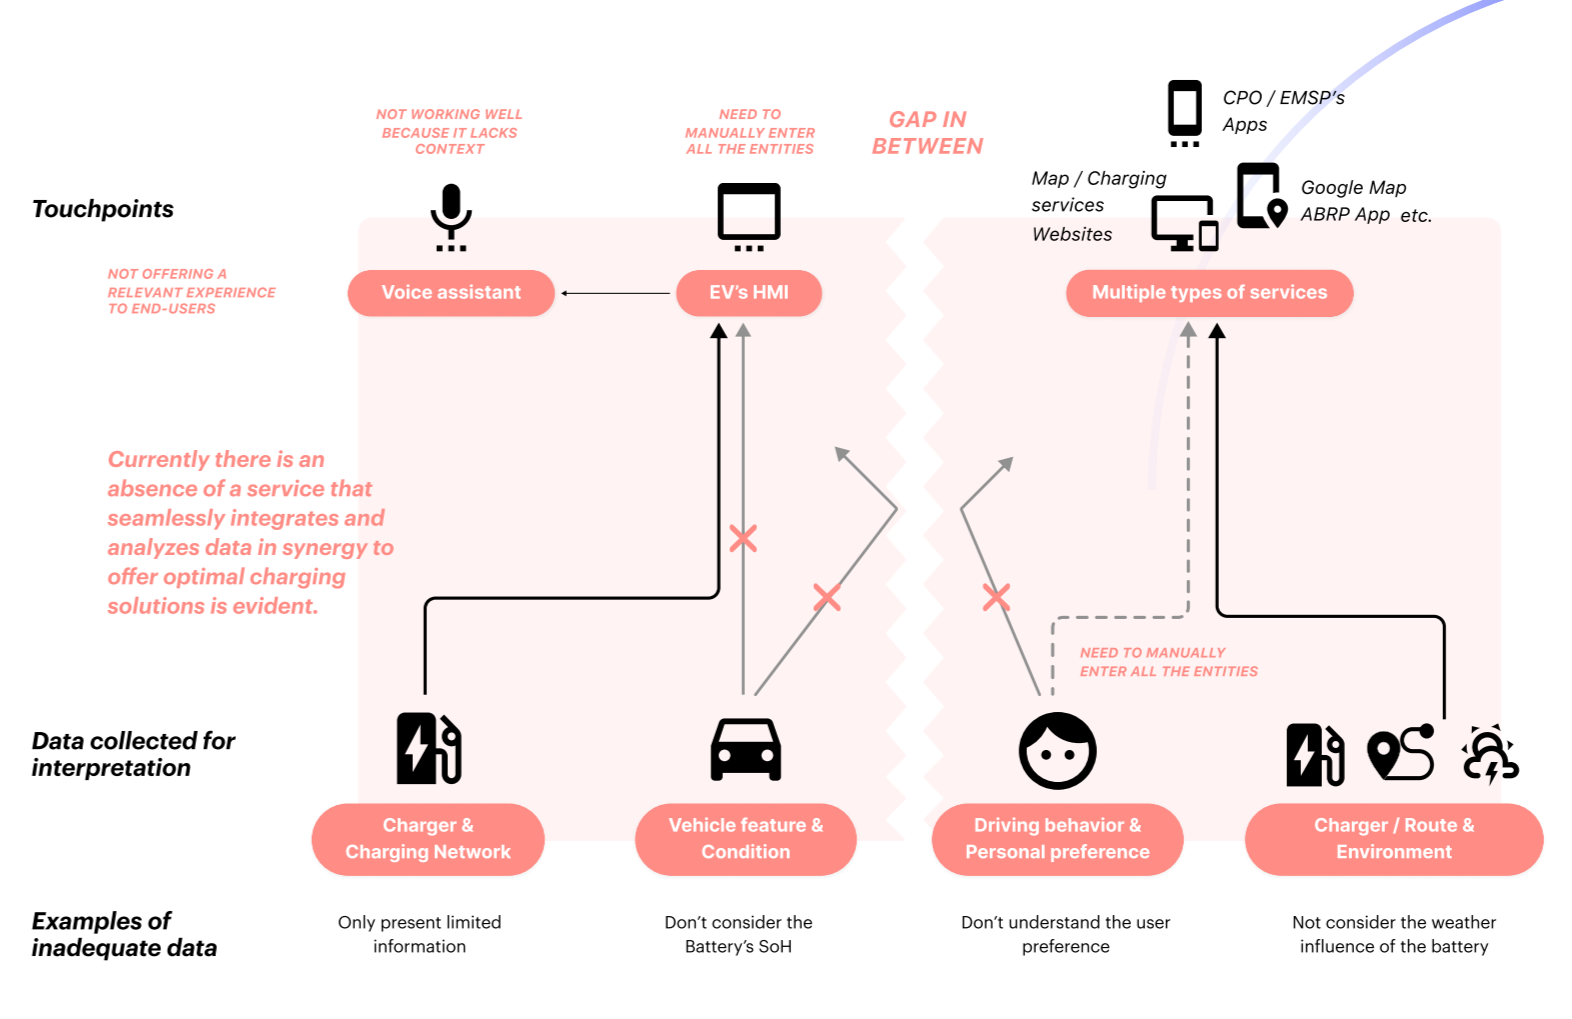 NOT WORKING WELL
BECAUSE IT LACKS
CONTEXT
NEED TO
MANUALLY ENTER
ALL THE ENTITIES
GAP IN
BETWEEN
CPO / EMSP's
Apps
Map / Charging
services
Websites
Google Map
ABRP App etc.
Touchpoints
NOT OFFERING A
RELEVANT EXPERIENCE
TO END-USERS
Voice assistant
EV's HMI
Multiple types of services
Currently there is an
absence of a service that
seamlessly integrates and
analyzes data in synergy to
offer optimal charging
solutions is evident.
NEED TO MANUALLY
ENTER ALL THE ENTITIES
Data collected for
interpretation
Charger &
Charging Network
Vehicle feature &
Condition
Driving behavior &
Personal preference
Charger / Route &
Environment
Examples of
inadequate data
Only present limited
information
Don't consider the
Battery's SoH
Don't understand the user
preference
Not consider the weather
influence of the battery